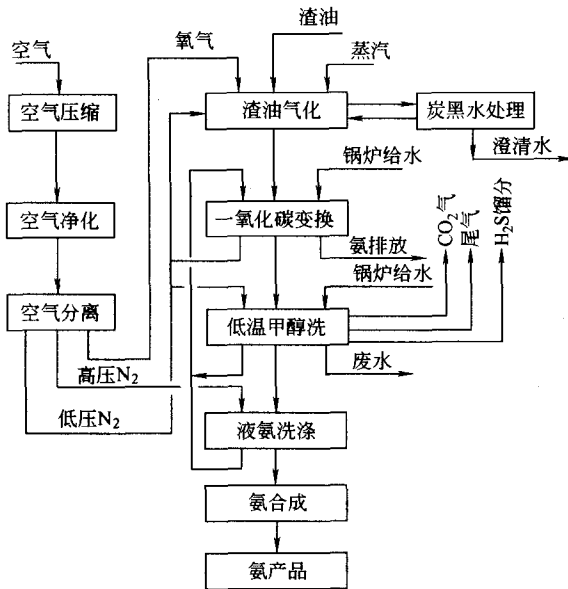 渣油
空气
氧气
蒸汽
空气压缩
渣油气化
炭黑水处理
澄清水
锅炉给水
空气净化
一氧化碳变换
CO₂气
尾气
H₂S馏分
氨排放
锅炉给水
空气分离
低温甲醇洗
高压N₂
废水
低压N₂
液氨洗涤
氨合成
氨产品